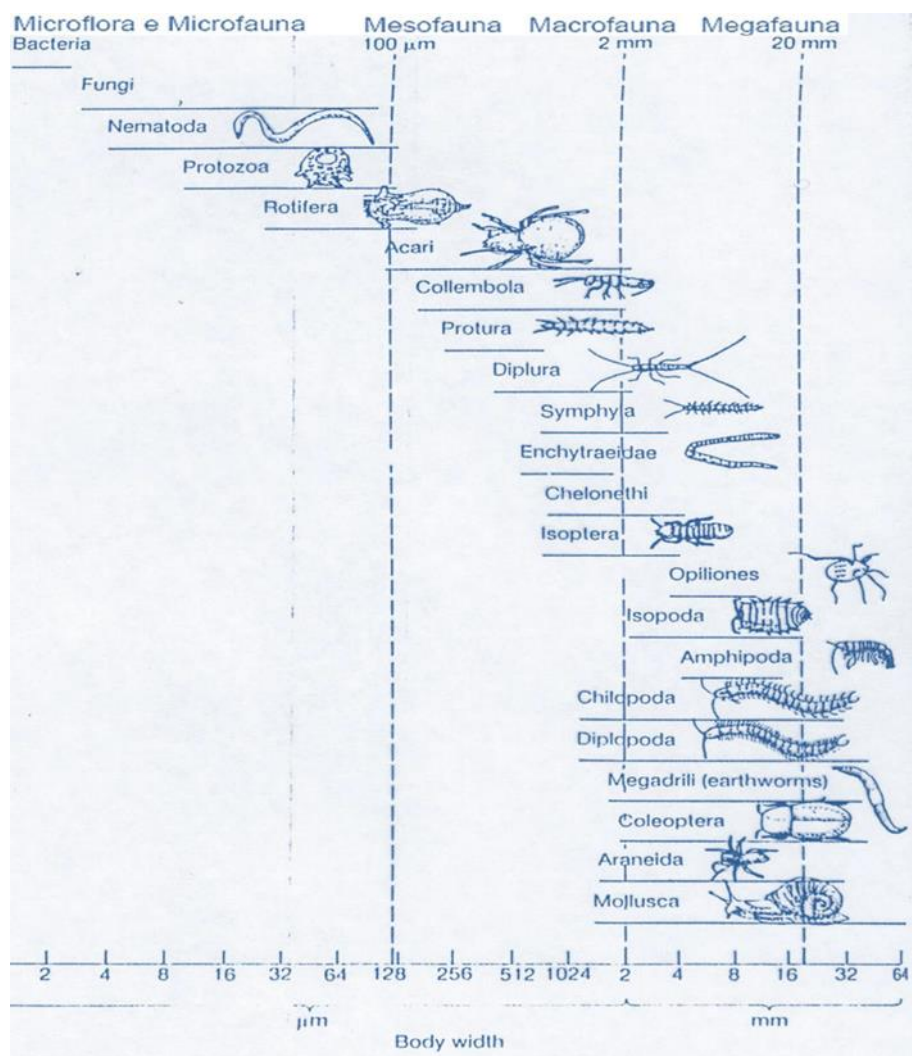 Microflora e Microfauna Mesofauna Macrofauna Megafauna
Bacteria 100 µm 2 mm 20 mm
Fungi
Nematoda
Protozoa
Rotifera
Acari
Collembola
Protura
Diplura
Symphyla
Enchytraeidae
Chelonethi
Isoptera
Opiliones
Isopoda
Amphipoda
Chilopoda
Diplopoda
Megadrili (earthworms)
Coleoptera
Araneida
Mollusca
2 4 8 16 32 64 128 256 512 1024 2 4 8 16 32 64
µm mm
Body width